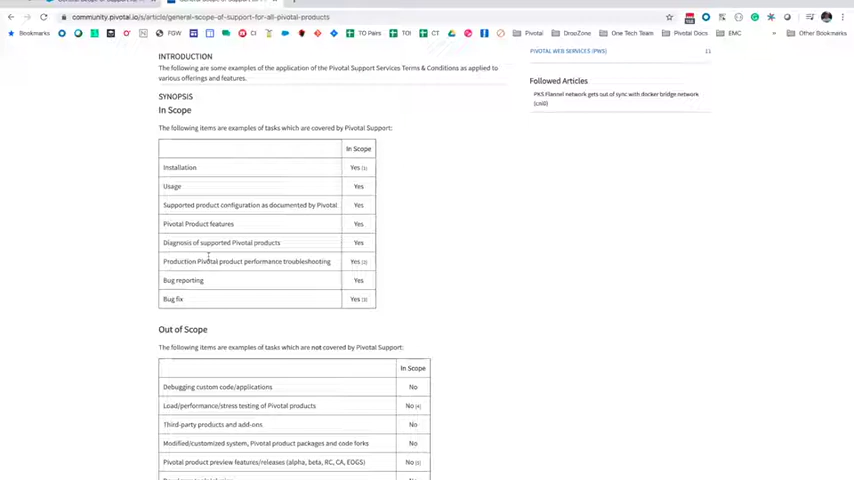 community.pivotal.io/s/article/general-scope-of-support-for-all-pivotal-products
Bookmarks
FGW
CI
TO Pairs
TOI
CT
Pivotal
DropZone
One Tech Team
Pivotal Docs
EMC
Other Bookmarks
INTRODUCTION
The following are some examples of the application of the Pivotal Support Services Terms & Conditions as applied to
various offerings and features.
SYNOPSIS
In Scope
The following items are examples of tasks which are covered by Pivotal Support:
In Scope
Installation Yes [1]
Usage Yes
Supported product configuration as documented by Pivotal Yes
Pivotal Product features Yes
Diagnosis of supported Pivotal products Yes
Production Pivotal product performance troubleshooting Yes [2]
Bug reporting Yes
Bug fix Yes [3]
Out of Scope
The following items are examples of tasks which are not covered by Pivotal Support:
In Scope
Debugging custom code/applications No
Load/performance/stress testing of Pivotal products No [4]
Third-party products and add-ons No
Modified/customized system, Pivotal product packages and code forks No
Pivotal product preview features/releases (alpha, beta, RC, CA, EOGS) No [5]
PIVOTAL WEB SERVICES (PWS) 11
Followed Articles
PKS Flannel network gets out of sync with docker bridge network
(cni0)